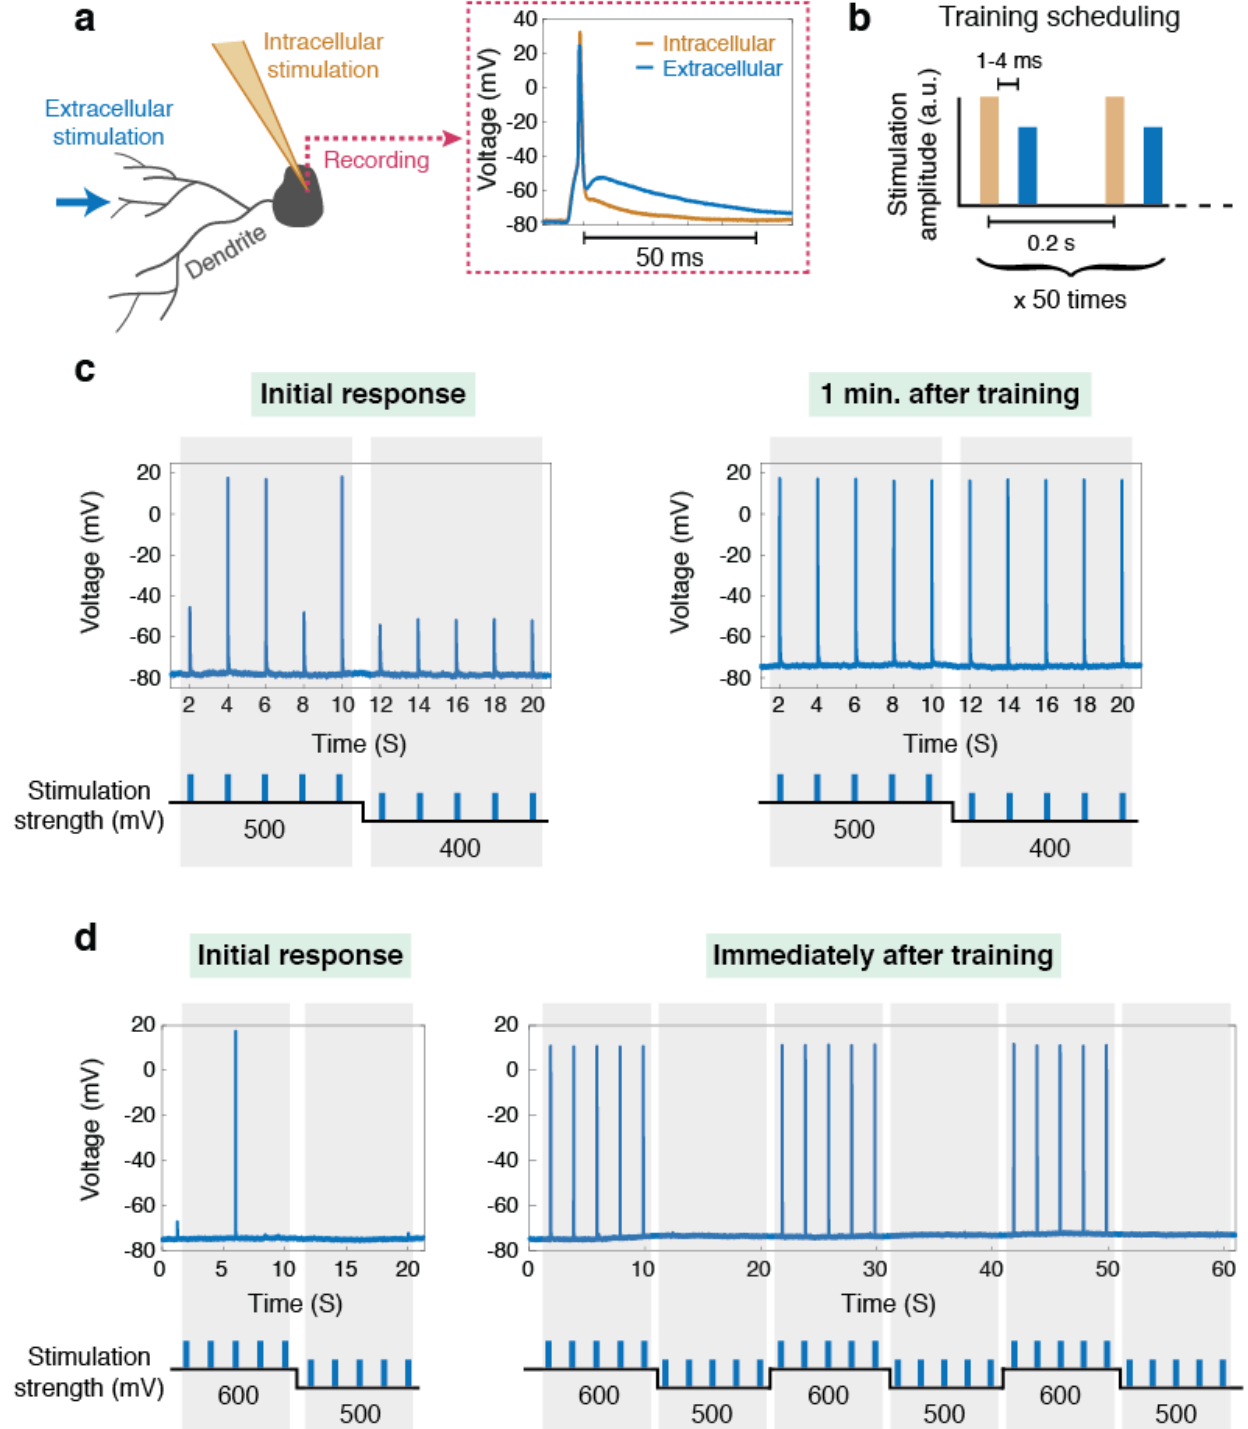 a
Intracellular
stimulation
Extracellular
stimulation
Recording
Dendrite
Voltage (mV)
40
20
0
-20
-40
-60
-80
Intracellular
Extracellular
50 ms
b
Training scheduling
1-4 ms
Stimulation
amplitude (a.u.)
0.2 s
x 50 times
c
Initial response
Voltage (mV)
20
0
-20
-40
-60
-80
2 4 6 8 10 12 14 16 18 20
Time (S)
Stimulation
strength (mV)
500
400
1 min. after training
Voltage (mV)
20
0
-20
-40
-60
-80
2 4 6 8 10 12 14 16 18 20
Time (S)
500
400
d
Initial response
Voltage (mV)
20
0
-20
-40
-60
-80
0 5 10 15 20
Time (S)
Stimulation
strength (mV)
600
500
Immediately after training
20
0
-20
-40
-60
-80
0 10 20 30 40 50 60
Time (S)
600
500
600
500
600
500